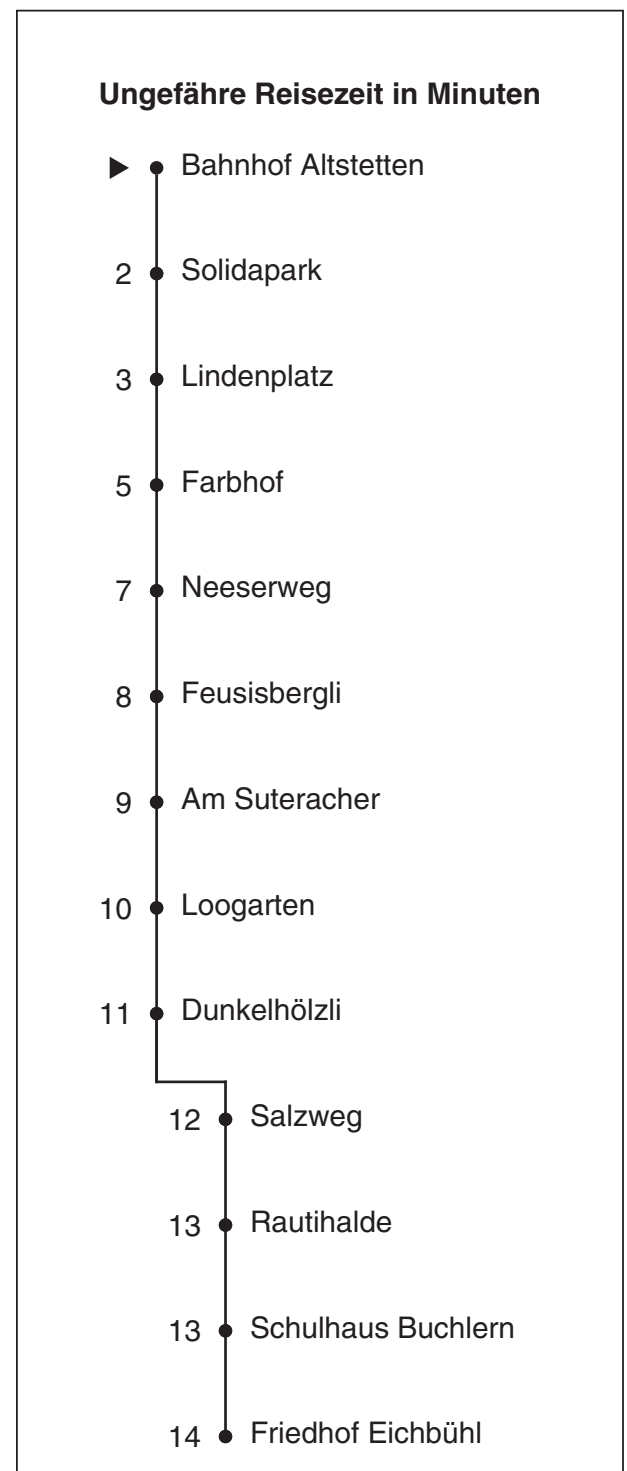 Ungefähre Reisezeit in Minuten
Bahnhof Altstetten
2 Solidapark
3 Lindenplatz
5 Farbhof
7 Neeserweg
8 Feusisbergli
9 Am Suteracher
10 Loogarten
11 Dunkelhölzli
12 Salzweg
13 Rautihalde
13 Schulhaus Buchlern
14 Friedhof Eichbühl